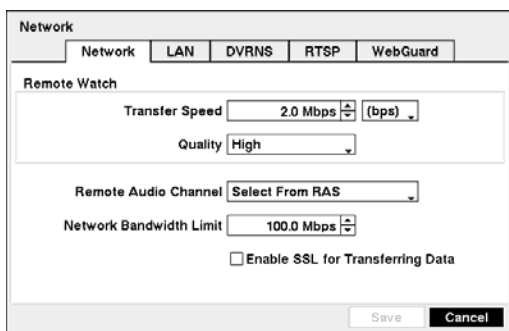 Network
Network LAN DVRNS RTSP WebGuard
Remote Watch
Transfer Speed 2.0 Mbps (bps)
Quality High
Remote Audio Channel Select From RAS
Network Bandwidth Limit 100.0 Mbps
Enable SSL for Transferring Data
Save Cancel